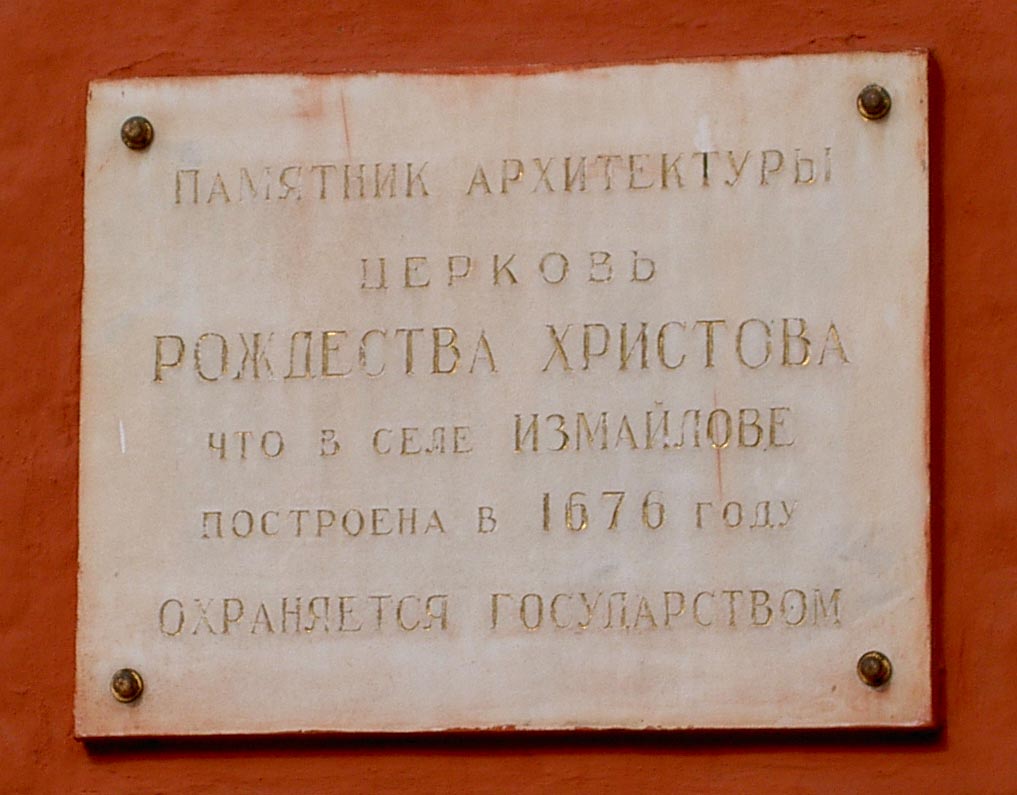 ПАМЯТНИК АРХИТЕКТУРЫ
ЦЕРКОВЬ
РОЖДЕСТВА ХРИСТОВА
ЧТО В СЕЛЕ ИЗМАЙЛОВЕ
ПОСТРОЕНА В 1676 ГОДУ
ОХРАНЯЕТСЯ ГОСУДАРСТВОМ